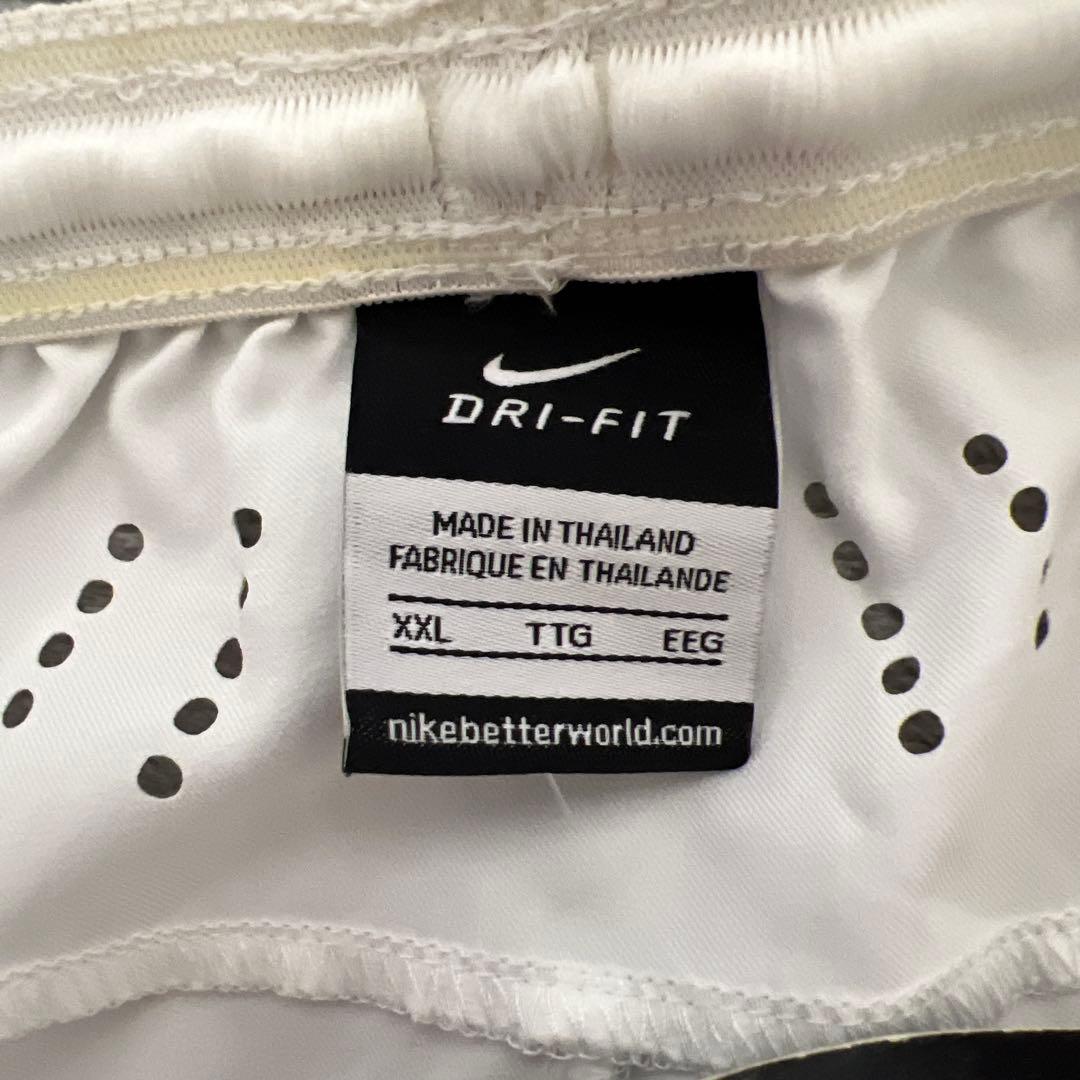 DRI-FIT
MADE IN THAILAND
FABRIQUE EN THAILANDE
XXL TTG EEG
nikebetterworld.com